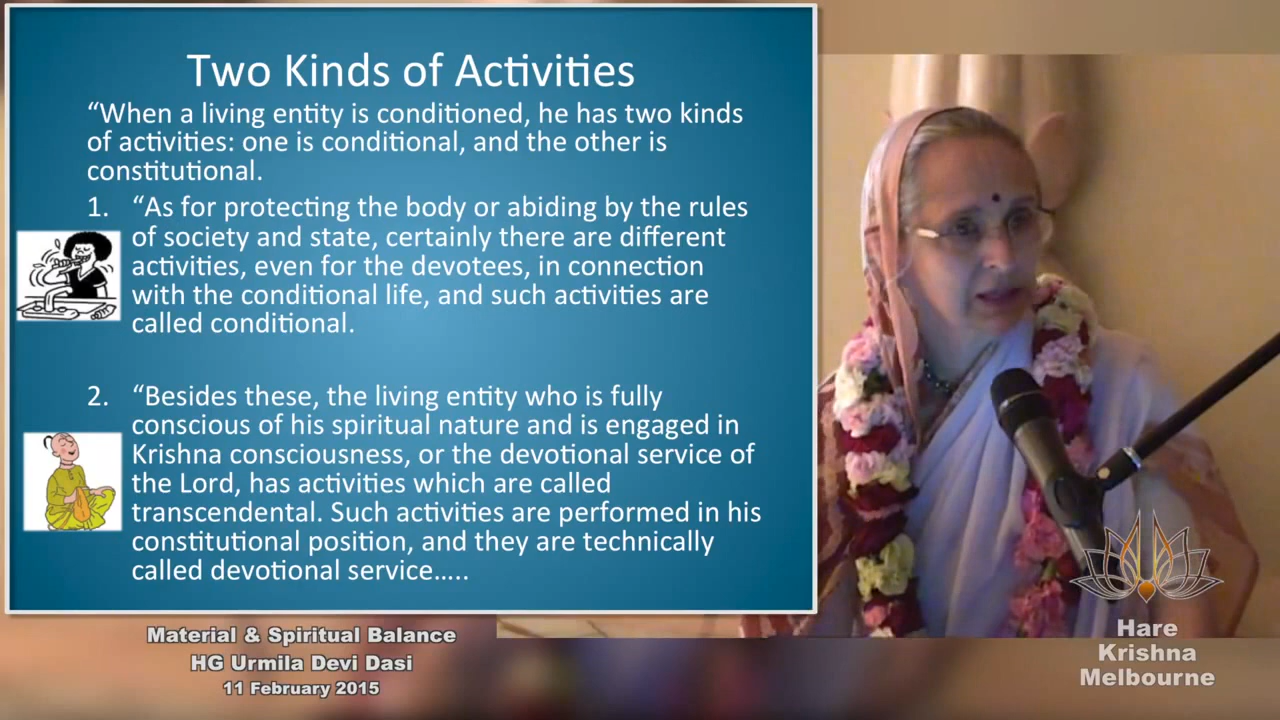 Two Kinds of Activities
“When a living entity is conditioned, he has two kinds
of activities: one is conditional, and the other is
constitutional.
1. “As for protecting the body or abiding by the rules
of society and state, certainly there are different
activities, even for the devotees, in connection
with the conditional life, and such activities are
called conditional.
2. “Besides these, the living entity who is fully
conscious of his spiritual nature and is engaged in
Krishna consciousness, or the devotional service of
the Lord, has activities which are called
transcendental. Such activities are performed in his
constitutional position, and they are technically
called devotional service.....
Material & Spiritual Balance
HG Urmila Devi Dasi
11 February 2015
Hare
Krishna
Melbourne